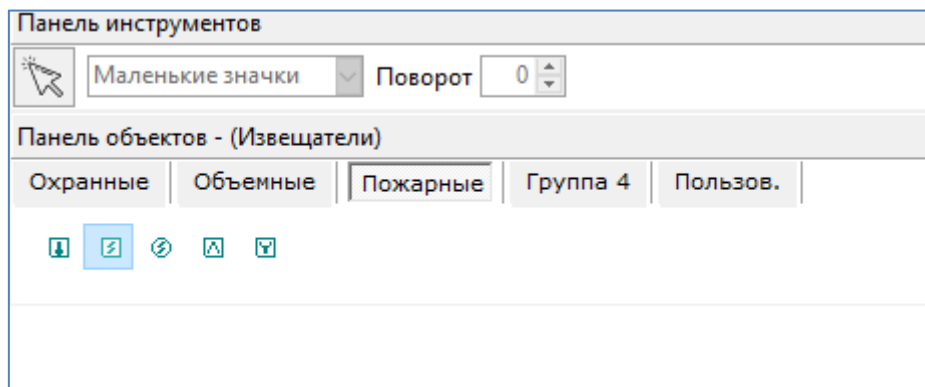 Панель инструментов
Маленькие значки Поворот 0
Панель объектов - (Извещатели)
Охранные Объемные Пожарные Группа 4 Пользов.